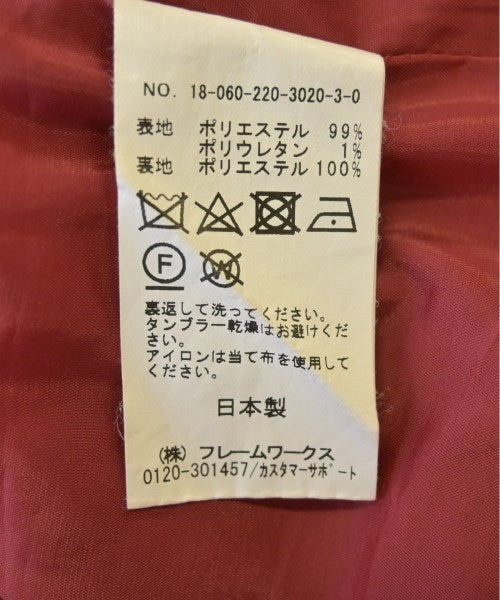 NO. 18-060-220-3020-3-0
表地 ポリエステル 99%
ポリウレタン 1%
裏地 ポリエステル 100%
F W
裏返して洗ってください。
タンブラー乾燥はお避けくだ
さい。
アイロンは当て布を使用して
ください。
日本製
(株) フレームワークス
0120-301457/カスタマーサポート